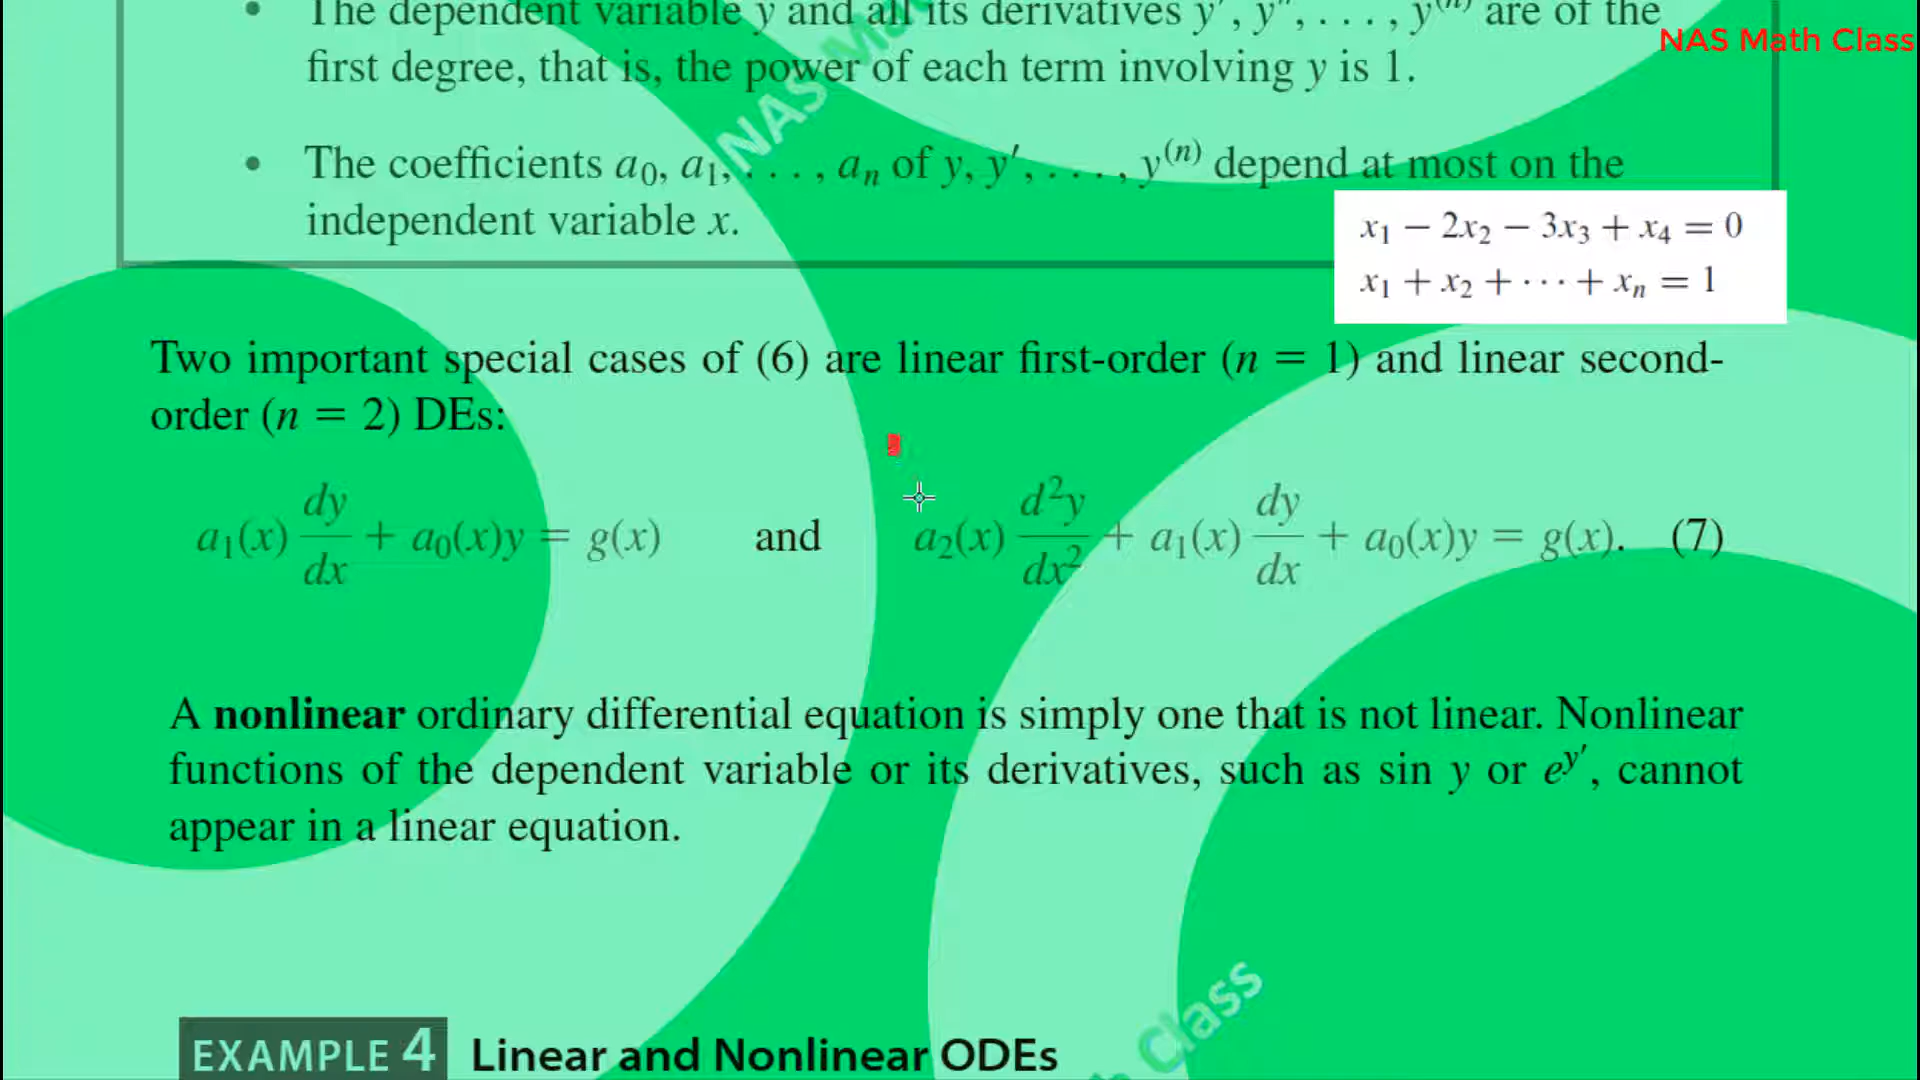 • The dependent variable y and all its derivatives y′, y″, . . . , y⁽ⁿ⁾ are of the
NAS Math Class
first degree, that is, the power of each term involving y is 1.
NAS Mat
• The coefficients a₀, a₁, . . . , aₙ of y, y′, . . . , y⁽ⁿ⁾ depend at most on the
independent variable x.
x₁ − 2x₂ − 3x₃ + x₄ = 0
x₁ + x₂ + · · · + xₙ = 1
Two important special cases of (6) are linear first-order (n = 1) and linear second-
order (n = 2) DEs:
a₁(x) dy/dx + a₀(x)y = g(x) and a₂(x) d²y/dx² + a₁(x) dy/dx + a₀(x)y = g(x). (7)
A nonlinear ordinary differential equation is simply one that is not linear. Nonlinear
functions of the dependent variable or its derivatives, such as sin y or e^y′, cannot
appear in a linear equation.
h Class
EXAMPLE 4 Linear and Nonlinear ODEs